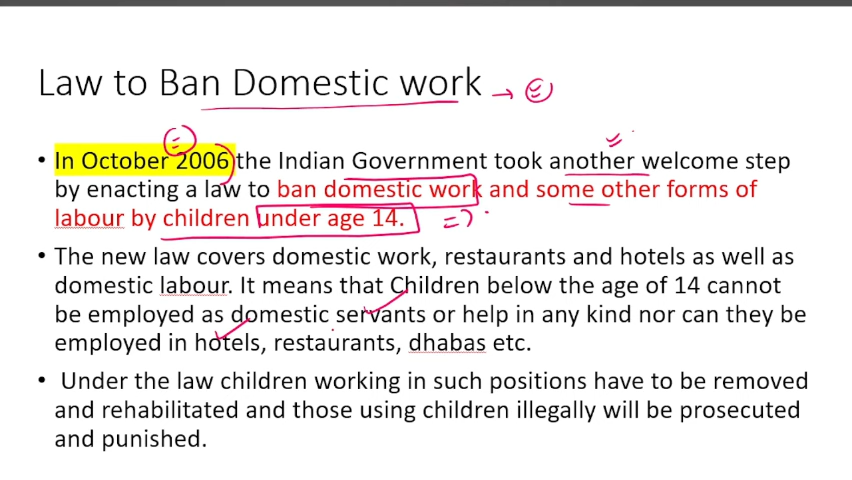 Law to Ban Domestic work
• In October 2006 the Indian Government took another welcome step
by enacting a law to ban domestic work and some other forms of
labour by children under age 14.
• The new law covers domestic work, restaurants and hotels as well as
domestic labour. It means that Children below the age of 14 cannot
be employed as domestic servants or help in any kind nor can they be
employed in hotels, restaurants, dhabas etc.
• Under the law children working in such positions have to be removed
and rehabilitated and those using children illegally will be prosecuted
and punished.